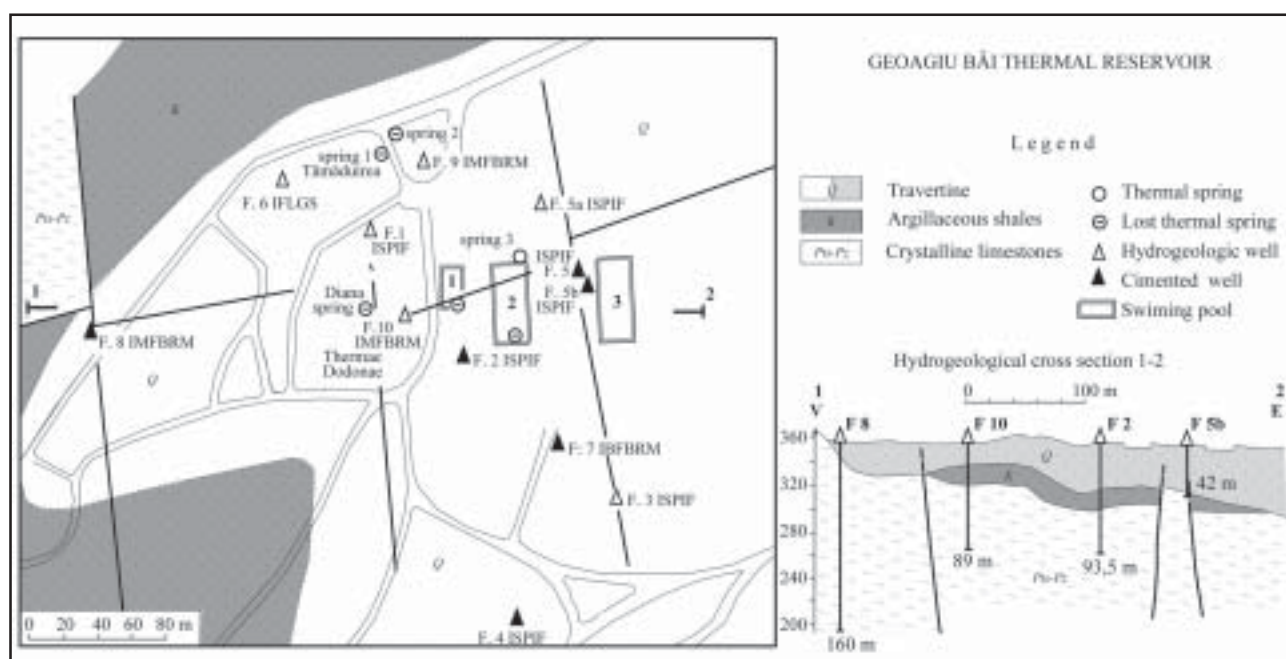 GEOAGIU BĂI THERMAL RESERVOIR
Legend
Q
Travertine
Argillaceous shales
Crystalline limestones
Thermal spring
Lost thermal spring
Hydrogeologic well
Cimented well
Swiming pool
spring 2
spring 1
Tămăduirea
F. 9 IMFBRM
F. 6 IFLGS
F. 5a ISPIF
Q
F.1
ISPIF
spring 3
ISPIF
F. 5
F. 5b
ISPIF
1
2
3
1
2
Diana
spring
F. 10
IMFBRM
Thermae
Dodonae
F. 8 IMFBRM
Q
F. 2 ISPIF
F. 3 ISPIF
Q
F. 4 ISPIF
0 20 40 60 80 m
Hydrogeological cross section 1-2
0 100 m
1
V
2
E
F 8
F 10
F 2
F 5b
360
320
280
240
200
Q
42 m
89 m
93,5 m
160 m